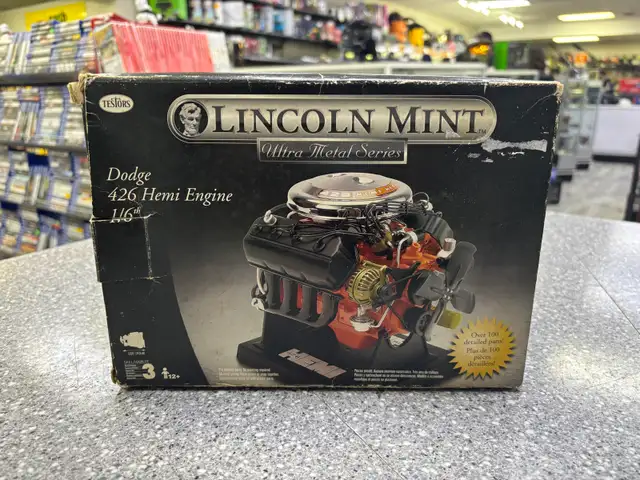 TESTORS
LINCOLN MINT™
Ultra Metal Series
Dodge
426 Hemi Engine
1/6th
HEMI
Over 100
detailed parts!
Plus de 100
pièces
détaillées!
3
12+